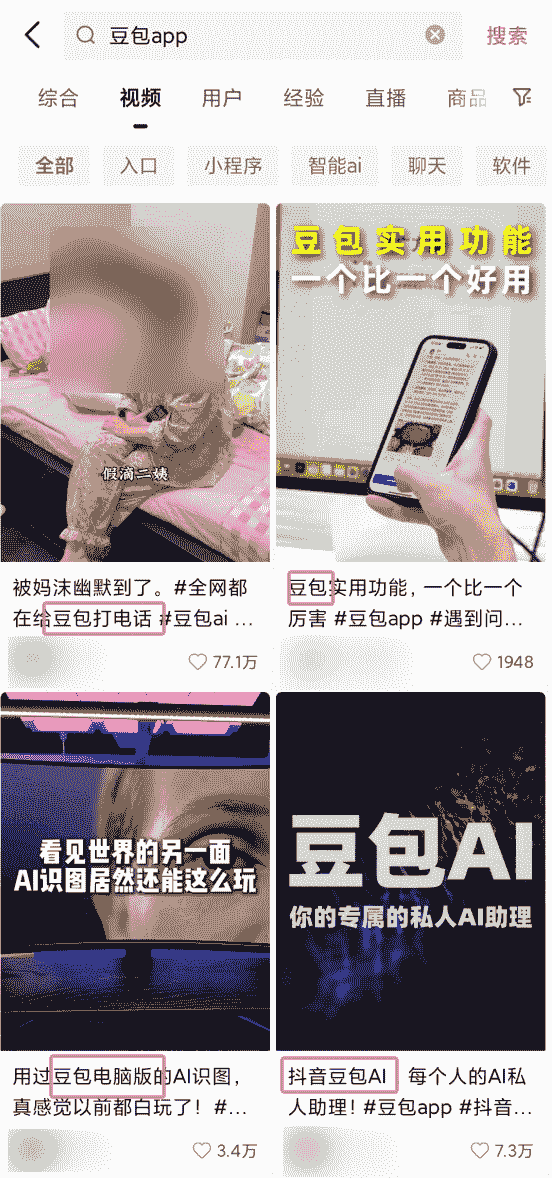 豆包app
搜索
综合
视频
用户
经验
直播
商品
全部
入口
小程序
智能ai
聊天
软件
假滴二姨
被妈沫幽默到了。#全网都
在给豆包打电话 #豆包ai ...
77.1万
豆包实用功能
一个比一个好用
豆包实用功能，一个比一个
厉害 #豆包app #遇到问...
1948
看见世界的另一面
AI识图居然还能这么玩
用过豆包电脑版的AI识图，
真感觉以前都白玩了！#...
3.4万
豆包AI
你的专属的私人AI助理
抖音豆包AI 每个人的AI私
人助理！#豆包app #抖音...
7.3万